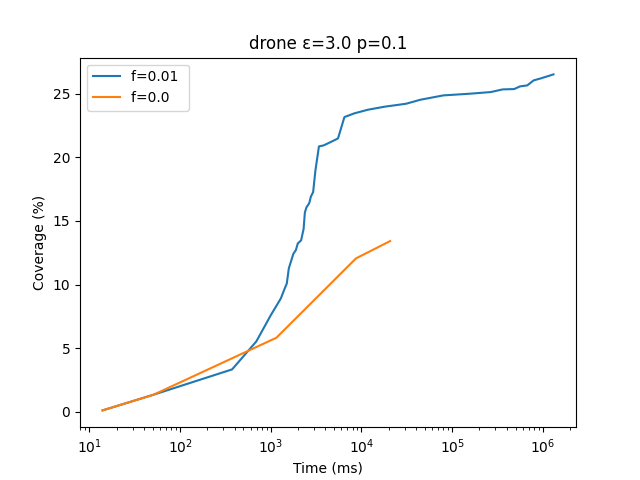 drone ε=3.0 p=0.1
f=0.01
f=0.0
25
20
15
10
5
0
Coverage (%)
10¹ 10² 10³ 10⁴ 10⁵ 10⁶
Time (ms)